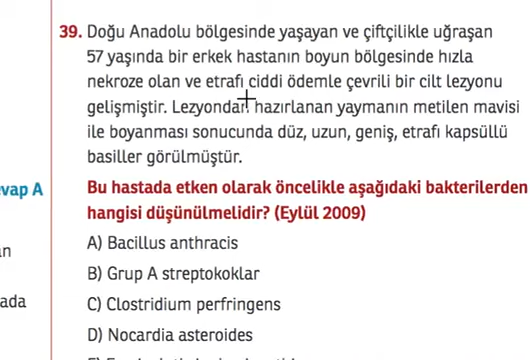 39. Doğu Anadolu bölgesinde yaşayan ve çiftçilikle uğraşan
57 yaşında bir erkek hastanın boyun bölgesinde hızla
nekroze olan ve etrafı ciddi ödemle çevrili bir cilt lezyonu
gelişmiştir. Lezyondan hazırlanan yaymanın metilen mavisi
ile boyanması sonucunda düz, uzun, geniş, etrafı kapsüllü
basiller görülmüştür.
evap A
Bu hastada etken olarak öncelikle aşağıdaki bakterilerden
hangisi düşünülmelidir? (Eylül 2009)
A) Bacillus anthracis
B) Grup A streptokoklar
C) Clostridium perfringens
D) Nocardia asteroides